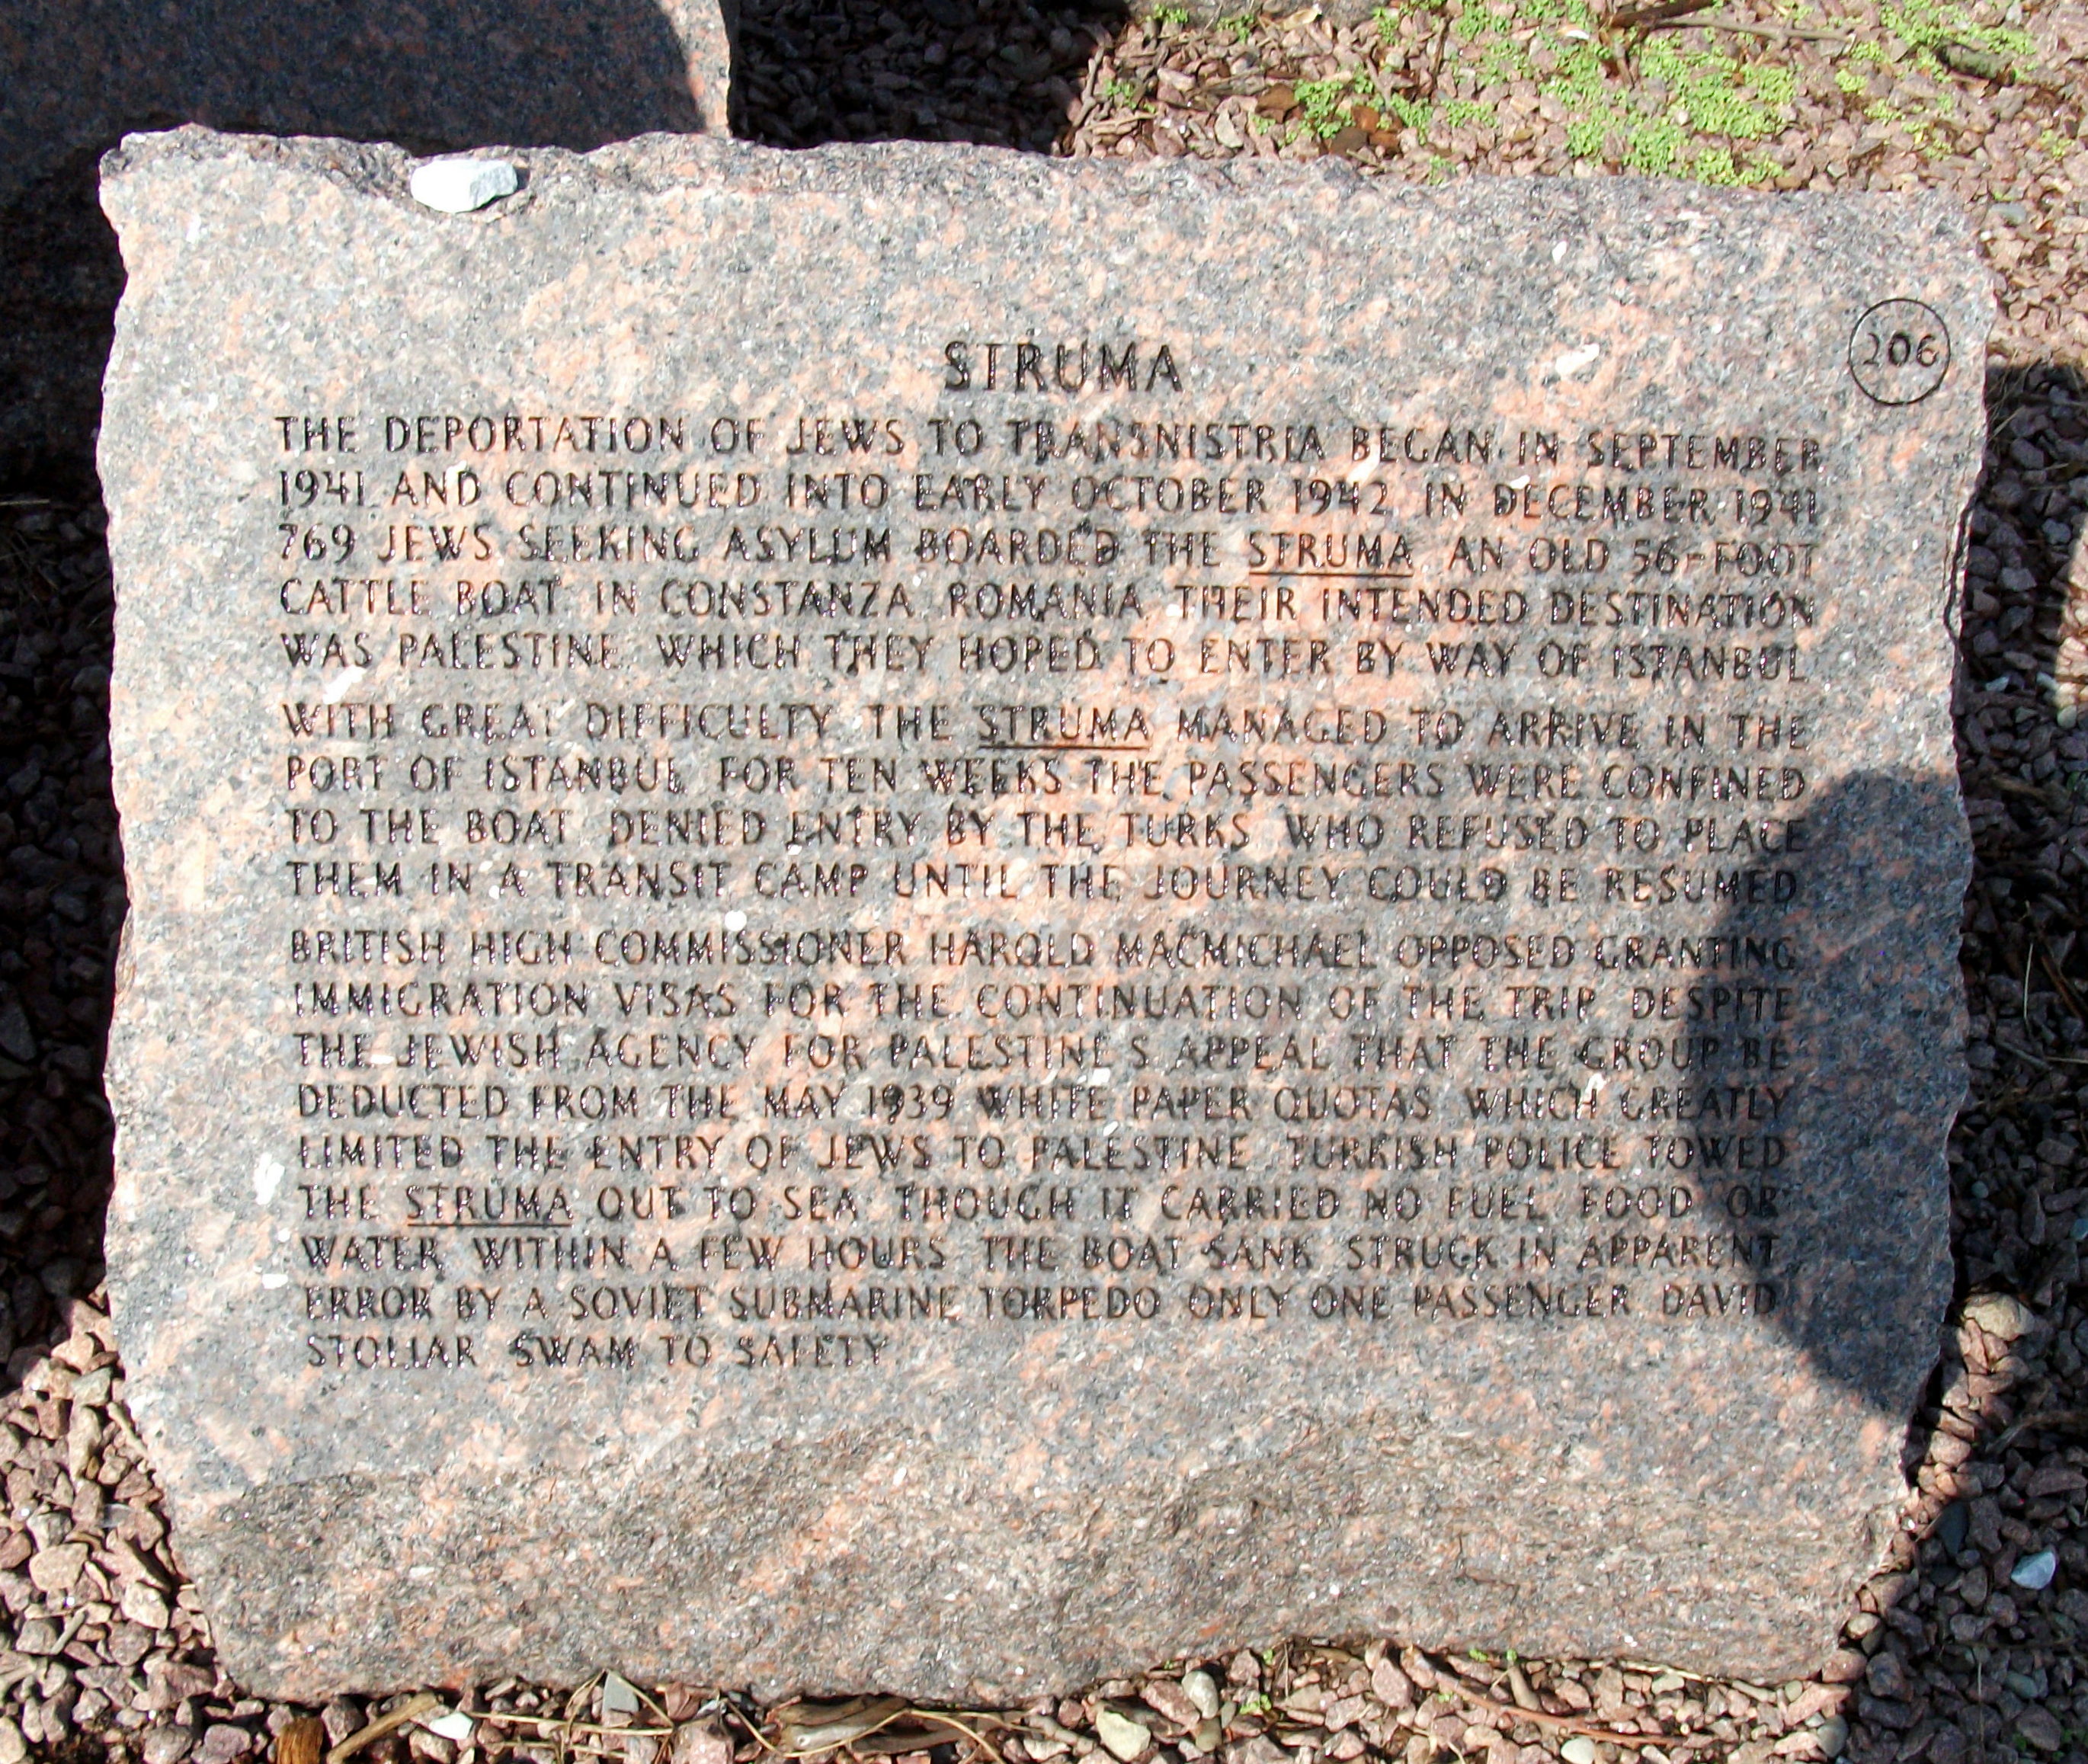 STRUMA
206
THE DEPORTATION OF JEWS TO TRANSNISTRIA BEGAN IN SEPTEMBER
1941 AND CONTINUED INTO EARLY OCTOBER 1942. IN DECEMBER 1941
769 JEWS SEEKING ASYLUM BOARDED THE STRUMA, AN OLD 56-FOOT
CATTLE BOAT, IN CONSTANZA, ROMANIA. THEIR INTENDED DESTINATION
WAS PALESTINE, WHICH THEY HOPED TO ENTER BY WAY OF ISTANBUL
WITH GREAT DIFFICULTY THE STRUMA MANAGED TO ARRIVE IN THE
PORT OF ISTANBUL. FOR TEN WEEKS THE PASSENGERS WERE CONFINED
TO THE BOAT, DENIED ENTRY BY THE TURKS, WHO REFUSED TO PLACE
THEM IN A TRANSIT CAMP UNTIL THE JOURNEY COULD BE RESUMED
BRITISH HIGH COMMISSIONER HAROLD MACMICHAEL OPPOSED GRANTING
IMMIGRATION VISAS FOR THE CONTINUATION OF THE TRIP, DESPITE
THE JEWISH AGENCY FOR PALESTINE'S APPEAL THAT THE GROUP BE
DEDUCTED FROM THE MAY 1939 WHITE PAPER QUOTAS, WHICH GREATLY
LIMITED THE ENTRY OF JEWS TO PALESTINE. TURKISH POLICE TOWED
THE STRUMA OUT TO SEA, THOUGH IT CARRIED NO FUEL, FOOD OR
WATER. WITHIN A FEW HOURS THE BOAT SANK, STRUCK IN APPARENT
ERROR BY A SOVIET SUBMARINE TORPEDO. ONLY ONE PASSENGER, DAVID
STOLIAR, SWAM TO SAFETY.